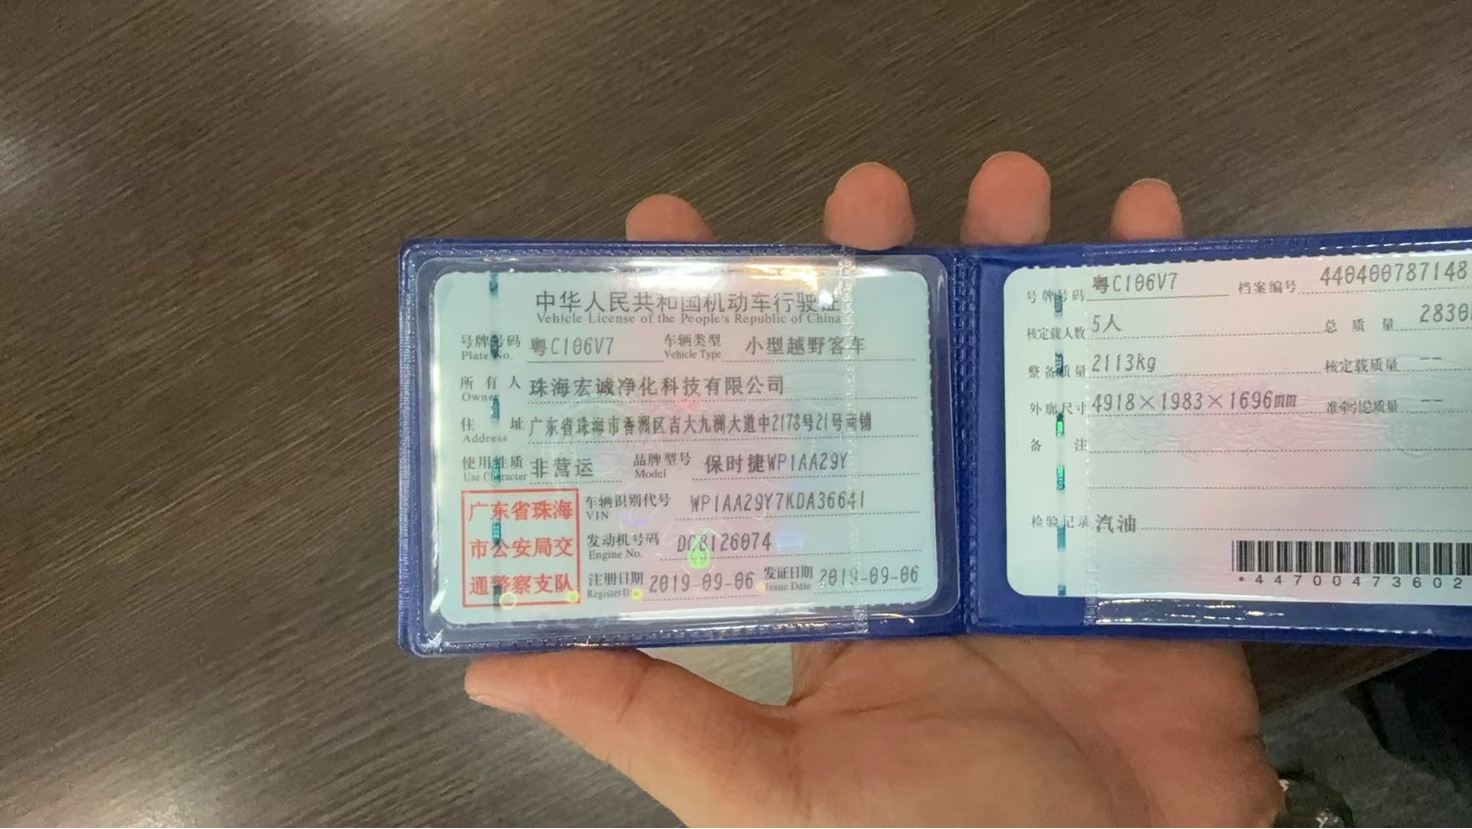 中华人民共和国机动车行驶证
Vehicle License of the People's Republic of China
号牌号码 粤C106V7 车辆类型 小型越野客车
Plate No. Vehicle Type
所有人 珠海宏诚净化科技有限公司
Owner
住址 广东省珠海市香洲区吉大九洲大道中2178号21号商铺
Address
使用性质 非营运 品牌型号 保时捷WP1AA29Y
Use Character Model
广东省珠海
市公安局交
通警察支队
车辆识别代号 WP1AA29Y7KDA36641
VIN
发动机号码 DCB126074
Engine No.
注册日期 2019-09-06 发证日期 2019-09-06
Register D Issue Date
号牌号码 粤C106V7 档案编号 440400787148
核定载人数 5人 总质量 2830
整备质量 2113kg 核定载质量 --
外廓尺寸 4918×1983×1696mm 准牵引总质量 --
备注
检验记录 汽油
*44700473602